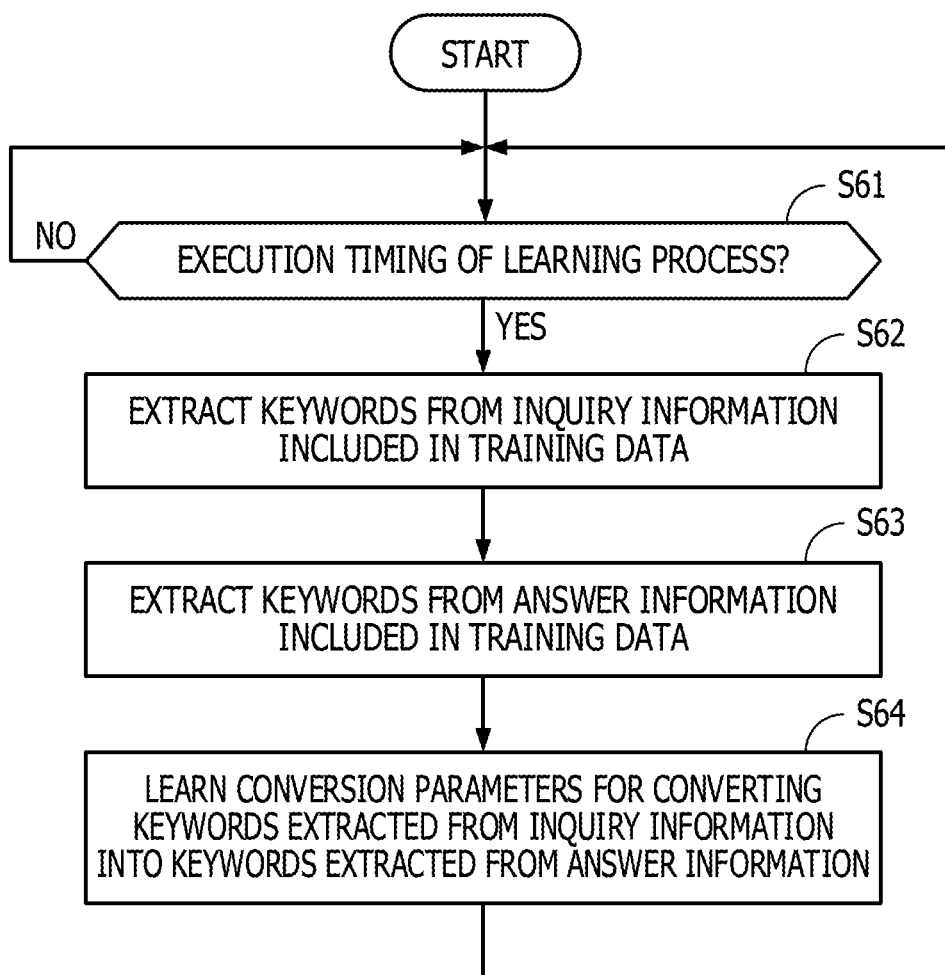 START
S61
NO
EXECUTION TIMING OF LEARNING PROCESS?
YES
S62
EXTRACT KEYWORDS FROM INQUIRY INFORMATION
INCLUDED IN TRAINING DATA
S63
EXTRACT KEYWORDS FROM ANSWER INFORMATION
INCLUDED IN TRAINING DATA
S64
LEARN CONVERSION PARAMETERS FOR CONVERTING
KEYWORDS EXTRACTED FROM INQUIRY INFORMATION
INTO KEYWORDS EXTRACTED FROM ANSWER INFORMATION